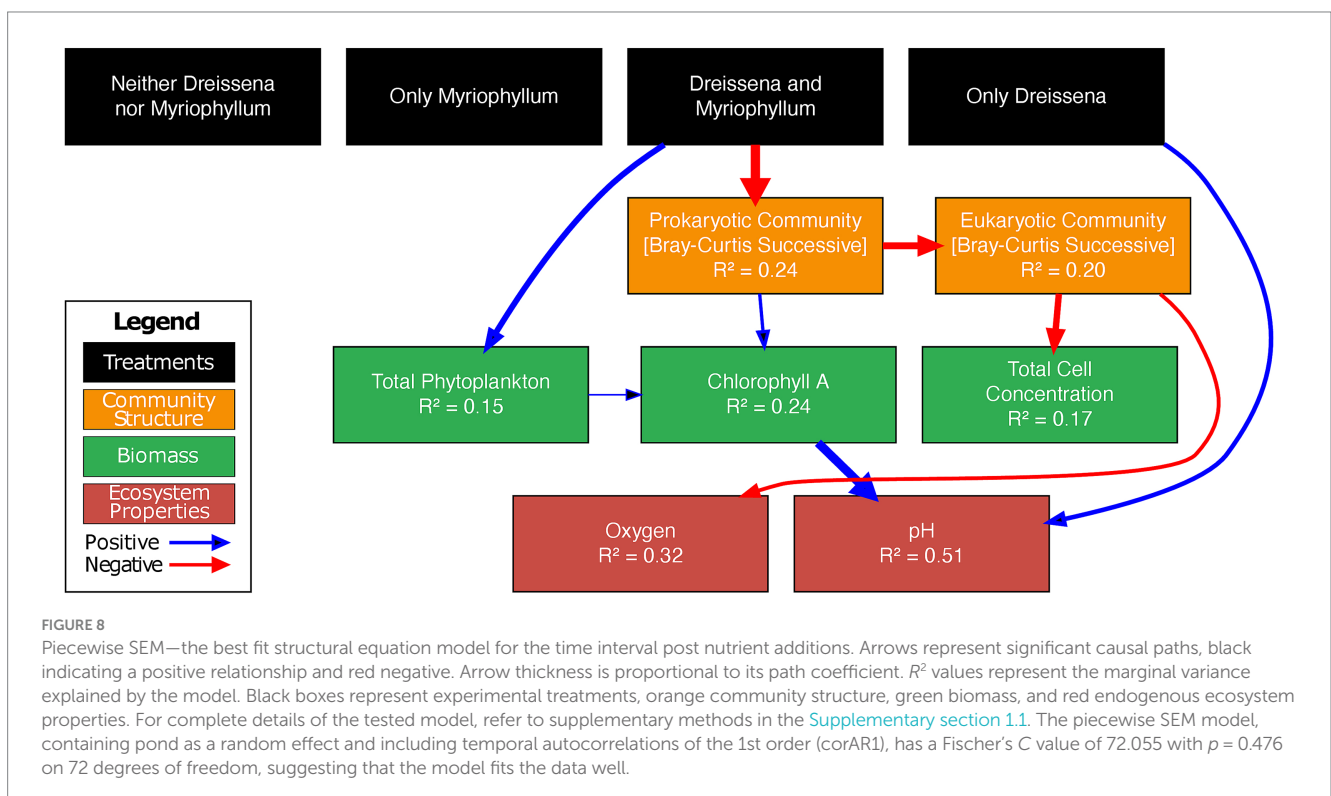 Neither Dreissena
nor Myriophyllum
Only Myriophyllum
Dreissena and
Myriophyllum
Only Dreissena
Prokaryotic Community
[Bray-Curtis Successive]
R² = 0.24
Eukaryotic Community
[Bray-Curtis Successive]
R² = 0.20
Legend
Treatments
Community
Structure
Biomass
Ecosystem
Properties
Positive
Negative
Total Phytoplankton
R² = 0.15
Chlorophyll A
R² = 0.24
Total Cell
Concentration
R² = 0.17
Oxygen
R² = 0.32
pH
R² = 0.51
FIGURE 8
Piecewise SEM—the best fit structural equation model for the time interval post nutrient additions. Arrows represent significant causal paths, black
indicating a positive relationship and red negative. Arrow thickness is proportional to its path coefficient. R² values represent the marginal variance
explained by the model. Black boxes represent experimental treatments, orange community structure, green biomass, and red endogenous ecosystem
properties. For complete details of the tested model, refer to supplementary methods in the Supplementary section 1.1. The piecewise SEM model,
containing pond as a random effect and including temporal autocorrelations of the 1st order (corAR1), has a Fischer's C value of 72.055 with p = 0.476
on 72 degrees of freedom, suggesting that the model fits the data well.